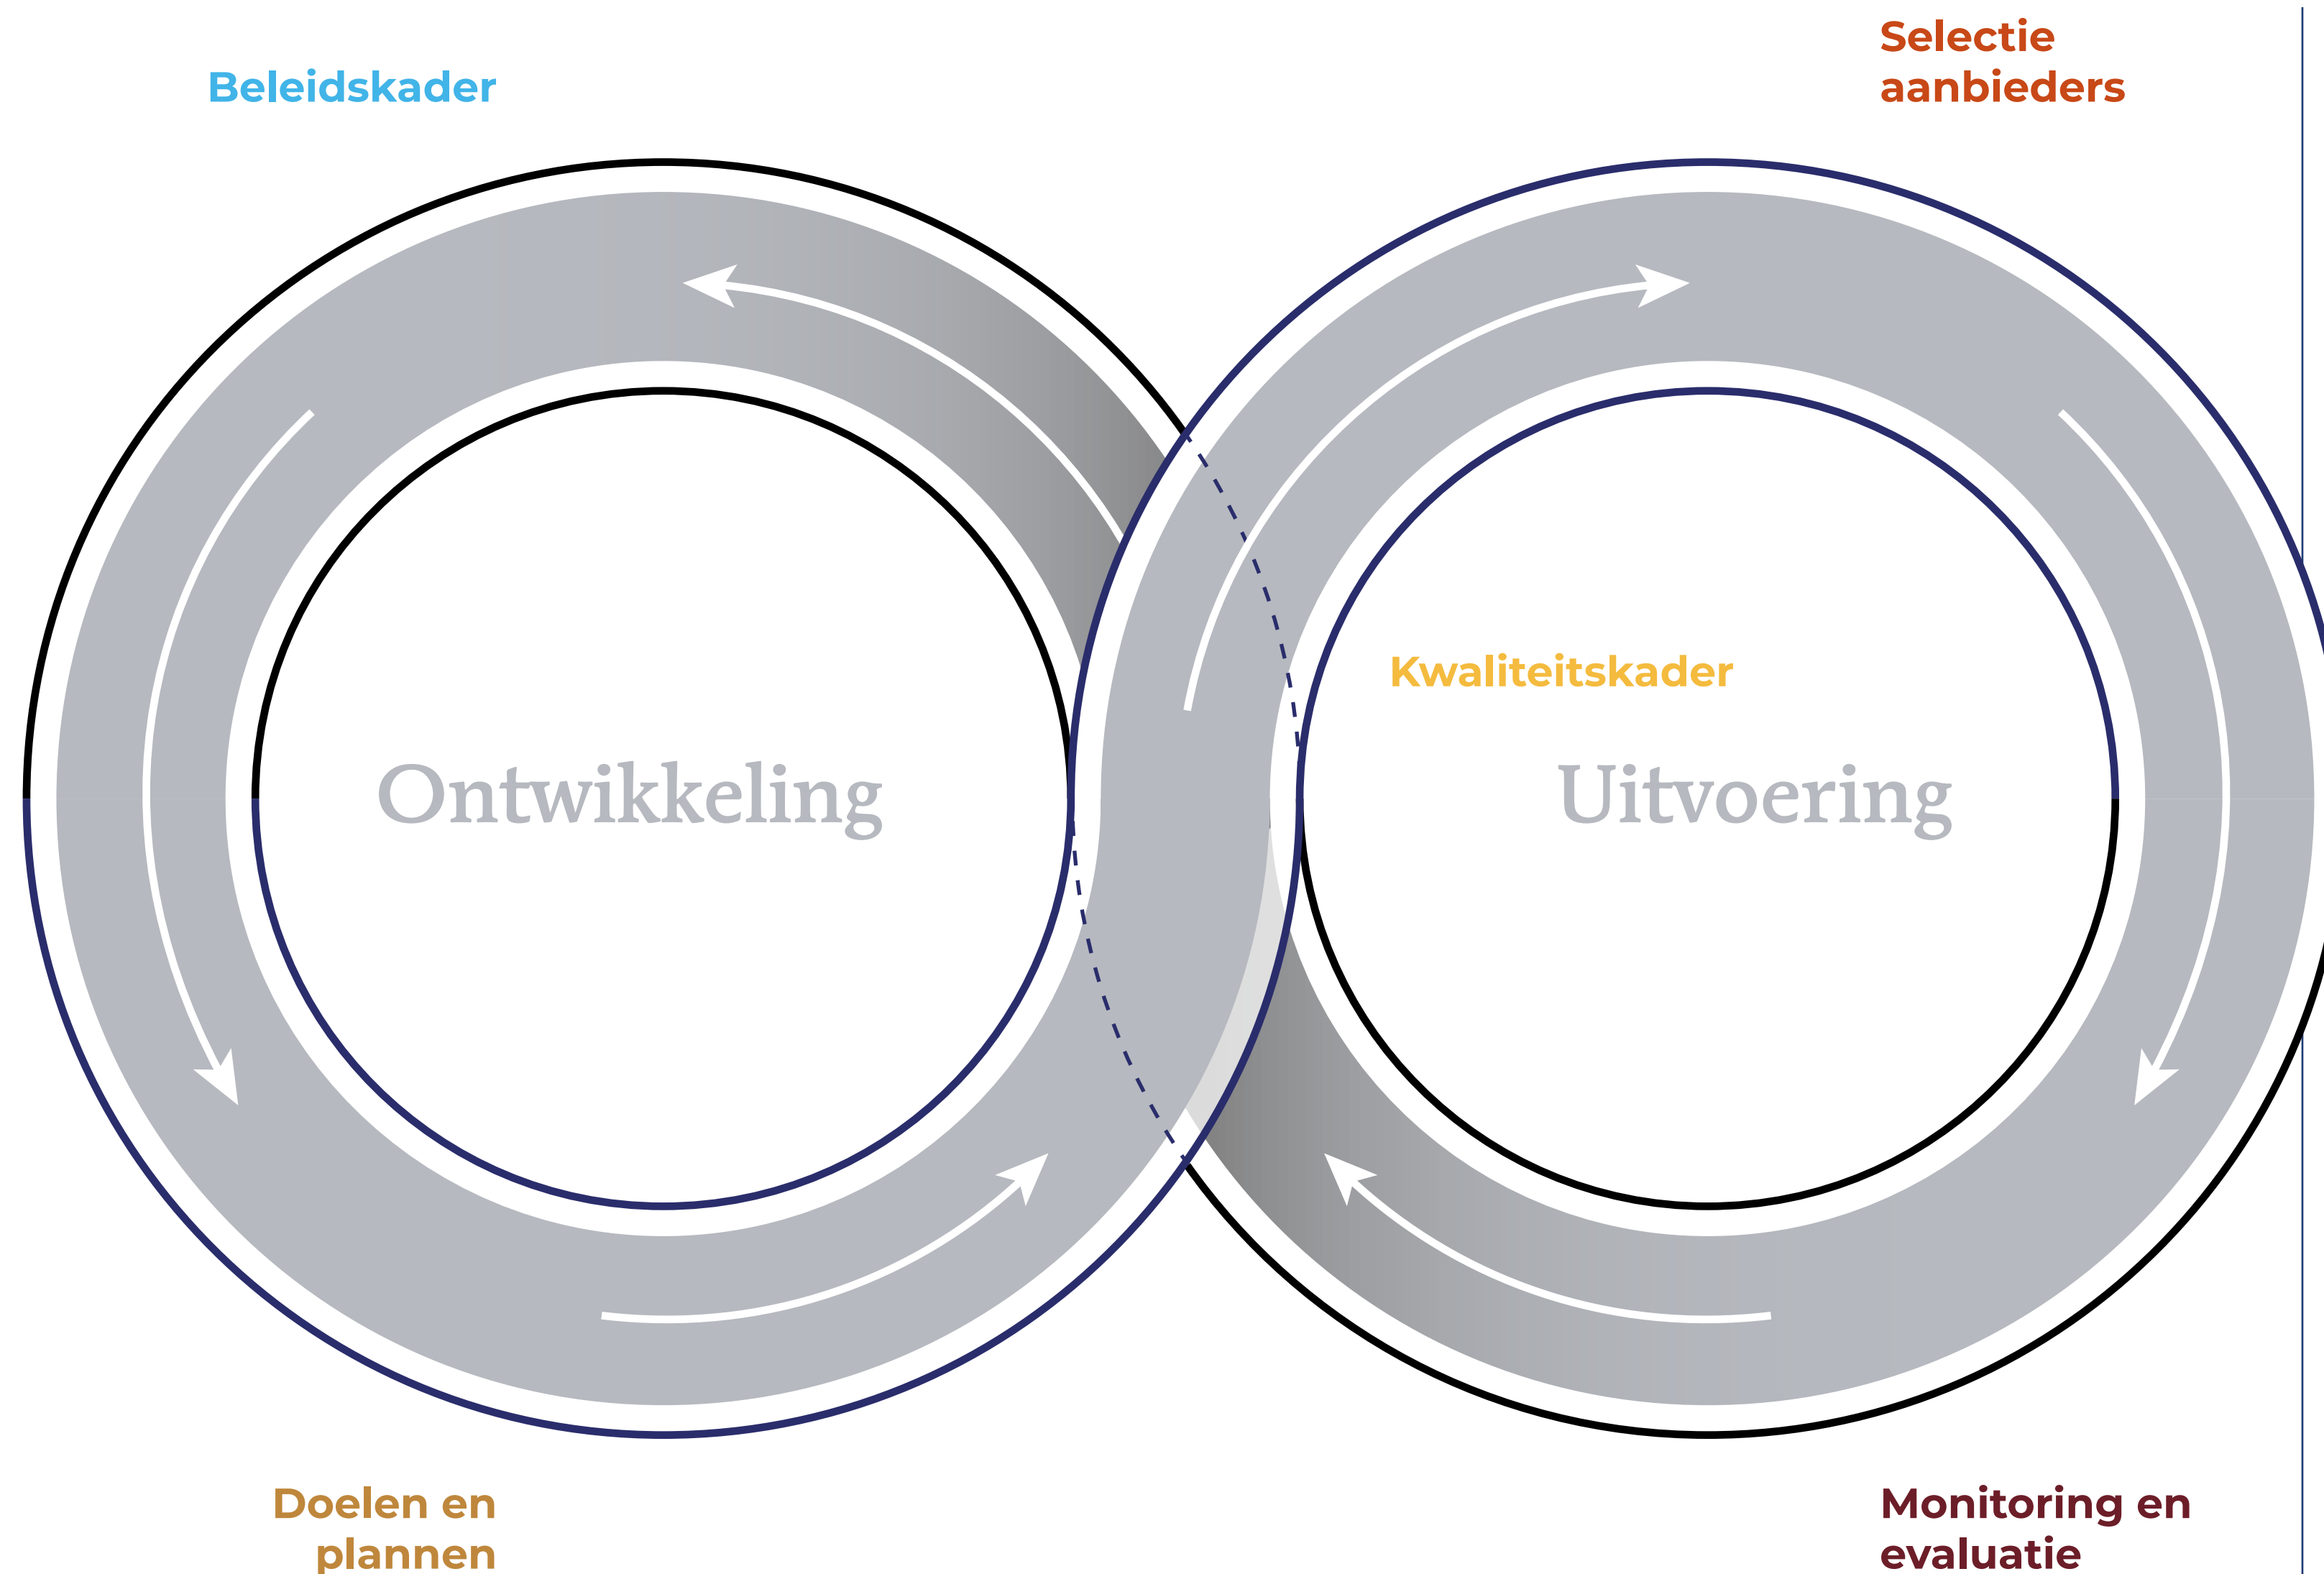 Beleidskader
Selectie
aanbieders
Kwaliteitskader
Ontwikkeling
Uitvoering
Doelen en
plannen
Monitoring en
evaluatie